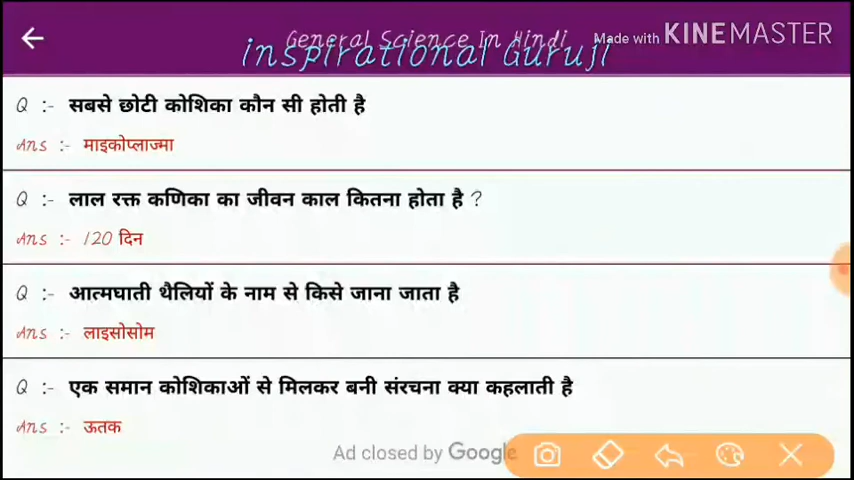 General Science In Hindi
inspirational Guruji
Made with KINEMASTER
Q :- सबसे छोटी कोशिका कौन सी होती है
Ans :- माइकोप्लाज्मा
Q :- लाल रक्त कणिका का जीवन काल कितना होता है ?
Ans :- 120 दिन
Q :- आत्मघाती थैलियों के नाम से किसे जाना जाता है
Ans :- लाइसोसोम
Q :- एक समान कोशिकाओं से मिलकर बनी संरचना क्या कहलाती है
Ans :- ऊतक
Ad closed by Google